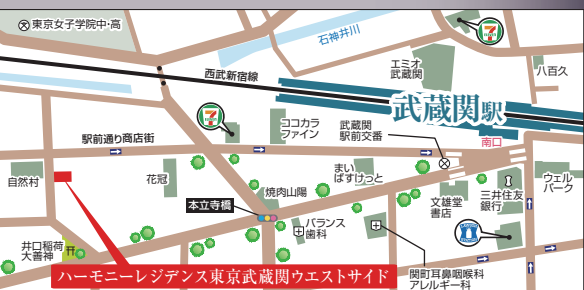 東京女子学院中・高
石神井川
西武新宿線
エミオ
武蔵関
八百久
武蔵関駅
南口
ココカラ
ファイン
武蔵関
駅前交番
駅前通り商店街
自然村
花冠
焼肉山陽
まい
ばすけっと
文雄堂
書店
三井住友
銀行
ウェル
パーク
本立寺橋
バランス
歯科
井口稲荷
大善神
関町耳鼻咽喉科
アレルギー科
ハーモニーレジデンス東京武蔵関ウエストサイド